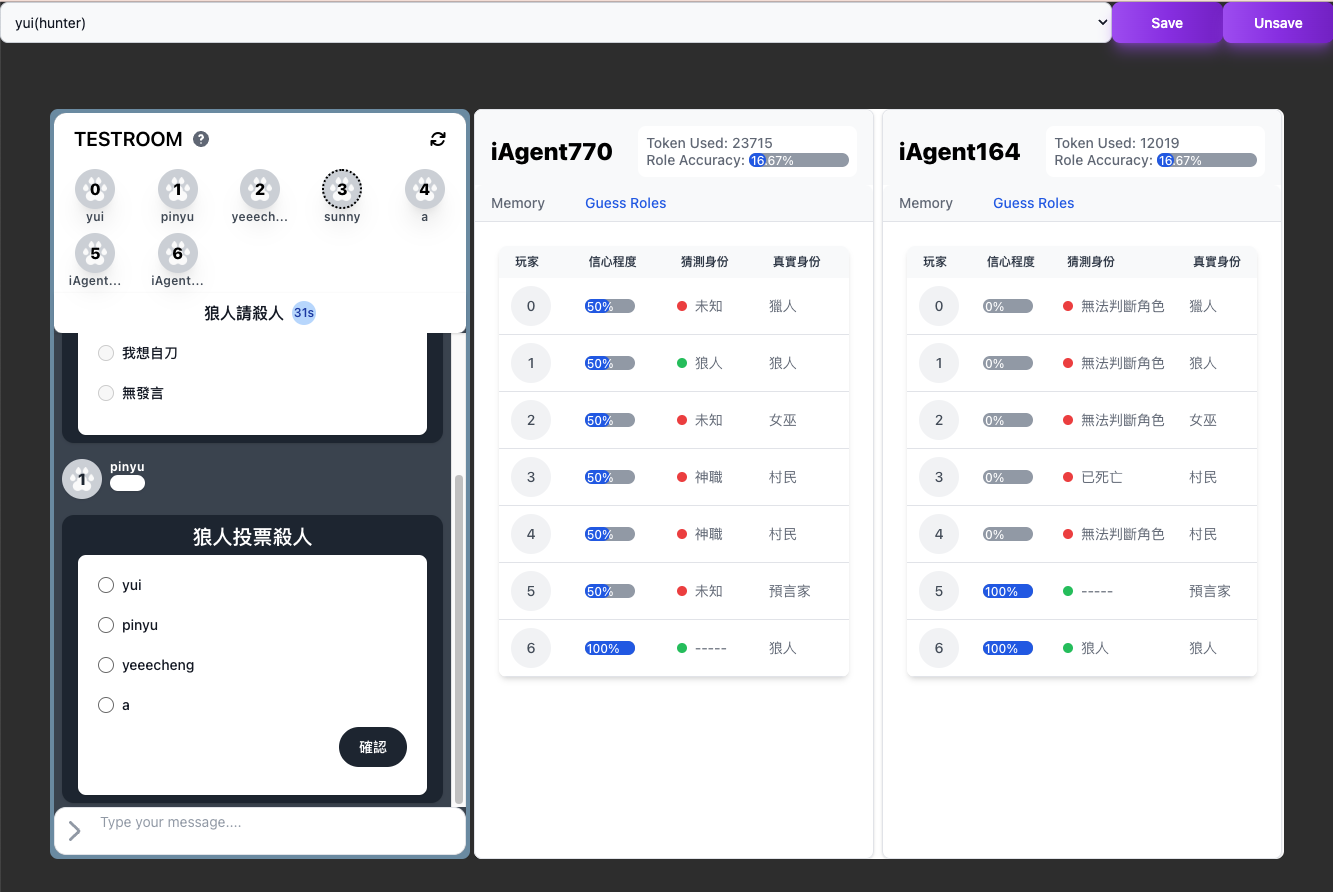 yui(hunter)
Save
Unsave
TESTROOM ?
0
1
2
3
4
yui
pinyu
yeeech...
sunny
a
5
6
iAgent...
iAgent...
狼人請殺人 31s
我想自刀
無發言
1
pinyu
狼人投票殺人
yui
pinyu
yeeecheng
a
確認
Type your message....
iAgent770
Token Used: 23715
Role Accuracy: 16.67%
Memory
Guess Roles
玩家 信心程度 猜測身份 真實身份
0 50% 未知 獵人
1 50% 狼人 狼人
2 50% 未知 女巫
3 50% 神職 村民
4 50% 神職 村民
5 50% 未知 預言家
6 100% ----- 狼人
iAgent164
Token Used: 12019
Role Accuracy: 16.67%
Memory
Guess Roles
玩家 信心程度 猜測身份 真實身份
0 0% 無法判斷角色 獵人
1 0% 無法判斷角色 狼人
2 0% 無法判斷角色 女巫
3 0% 已死亡 村民
4 0% 無法判斷角色 村民
5 100% ----- 預言家
6 100% 狼人 狼人